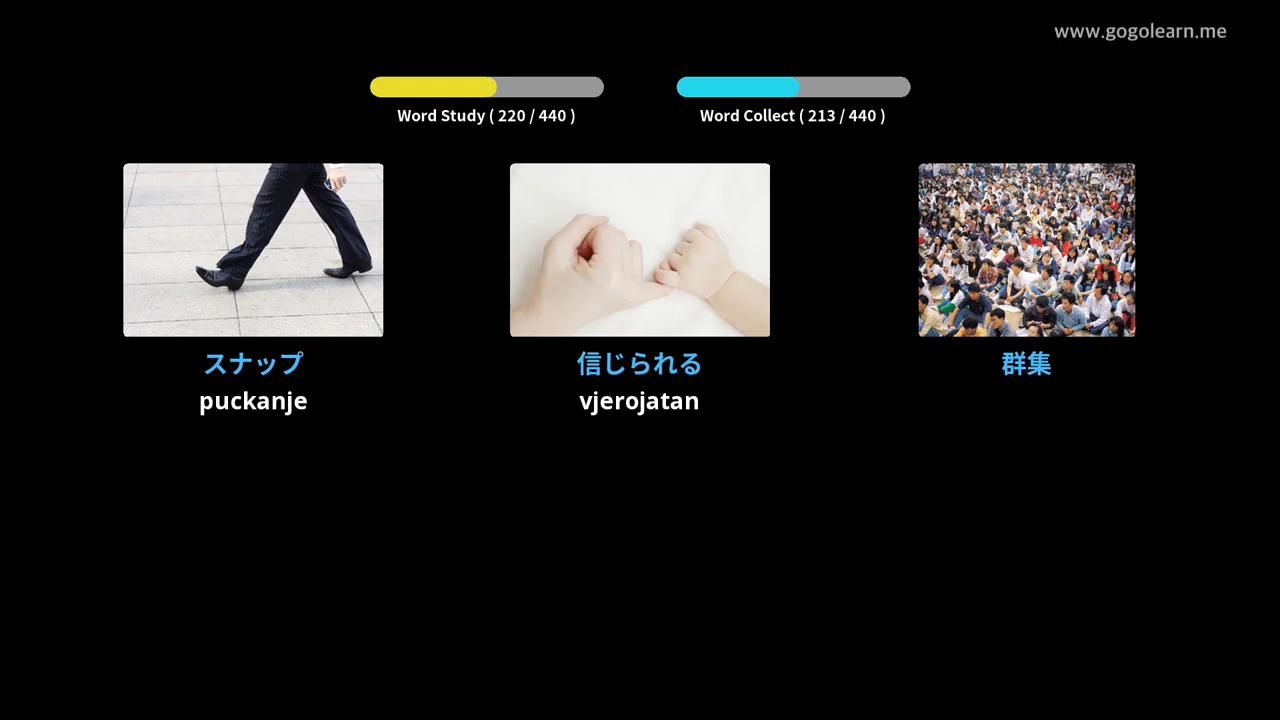 www.gogolearn.me
Word Study ( 220 / 440 )
Word Collect ( 213 / 440 )
スナップ
puckanje
信じられる
vjerojatan
群集